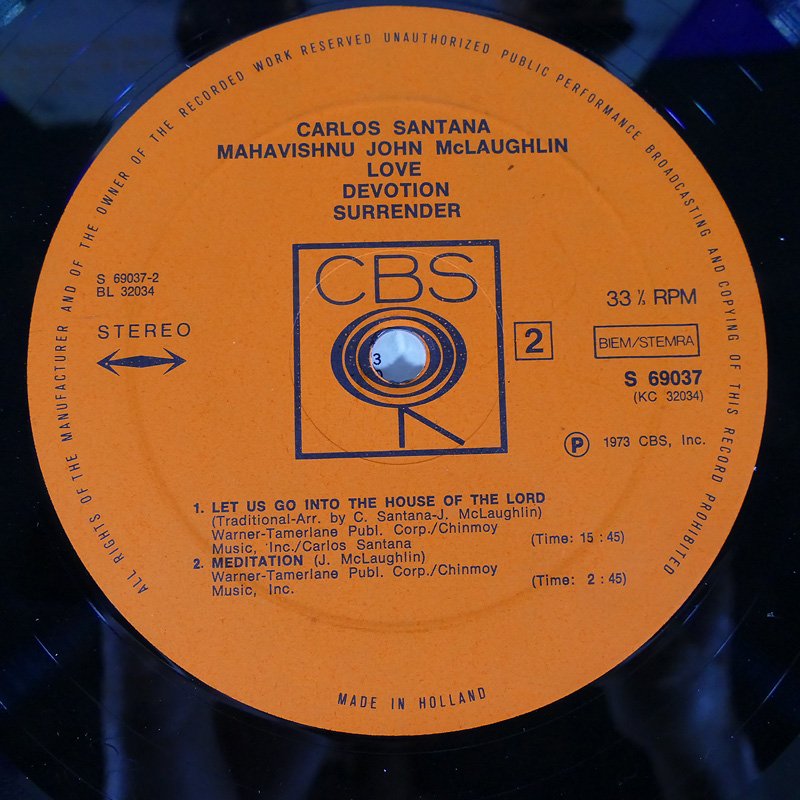 ALL RIGHTS OF THE MANUFACTURER AND OF THE OWNER OF THE RECORDED WORK RESERVED UNAUTHORIZED PUBLIC PERFORMANCE BROADCASTING AND COPYING OF THIS RECORD PROHIBITED
CARLOS SANTANA
MAHAVISHNU JOHN McLAUGHLIN
LOVE
DEVOTION
SURRENDER
CBS
S 69037-2
BL 32034
STEREO
33⅓ RPM
2
BIEM/STEMRA
S 69037
(KC 32034)
Ⓟ 1973 CBS, Inc.
3
1. LET US GO INTO THE HOUSE OF THE LORD
(Traditional-Arr. by C. Santana-J. McLaughlin)
Warner-Tamerlane Publ. Corp./Chinmoy
Music, Inc./Carlos Santana (Time: 15 : 45)
2. MEDITATION (J. McLaughlin)
Warner-Tamerlane Publ. Corp./Chinmoy (Time: 2 : 45)
Music, Inc.
MADE IN HOLLAND